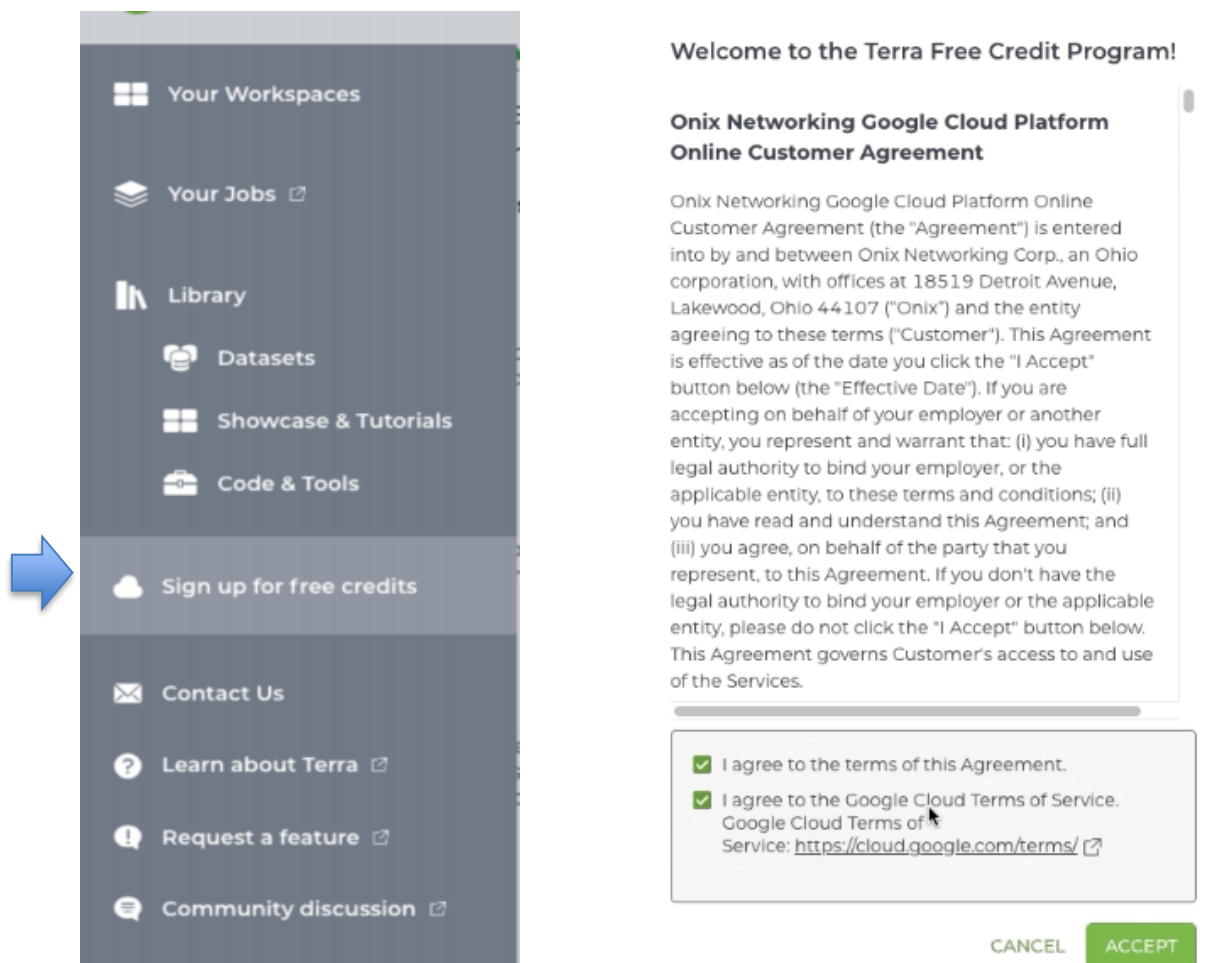 Your Workspaces
Your Jobs
Library
Datasets
Showcase & Tutorials
Code & Tools
Sign up for free credits
Contact Us
Learn about Terra
Request a feature
Community discussion
Welcome to the Terra Free Credit Program!
Onix Networking Google Cloud Platform
Online Customer Agreement
Onix Networking Google Cloud Platform Online
Customer Agreement (the "Agreement") is entered
into by and between Onix Networking Corp., an Ohio
corporation, with offices at 18519 Detroit Avenue,
Lakewood, Ohio 44107 ("Onix") and the entity
agreeing to these terms ("Customer"). This Agreement
is effective as of the date you click the "I Accept"
button below (the "Effective Date"). If you are
accepting on behalf of your employer or another
entity, you represent and warrant that: (i) you have full
legal authority to bind your employer, or the
applicable entity, to these terms and conditions; (ii)
you have read and understand this Agreement; and
(iii) you agree, on behalf of the party that you
represent, to this Agreement. If you don't have the
legal authority to bind your employer or the applicable
entity, please do not click the "I Accept" button below.
This Agreement governs Customer's access to and use
of the Services.
I agree to the terms of this Agreement.
I agree to the Google Cloud Terms of Service.
Google Cloud Terms of
Service: https://cloud.google.com/terms/
CANCEL ACCEPT